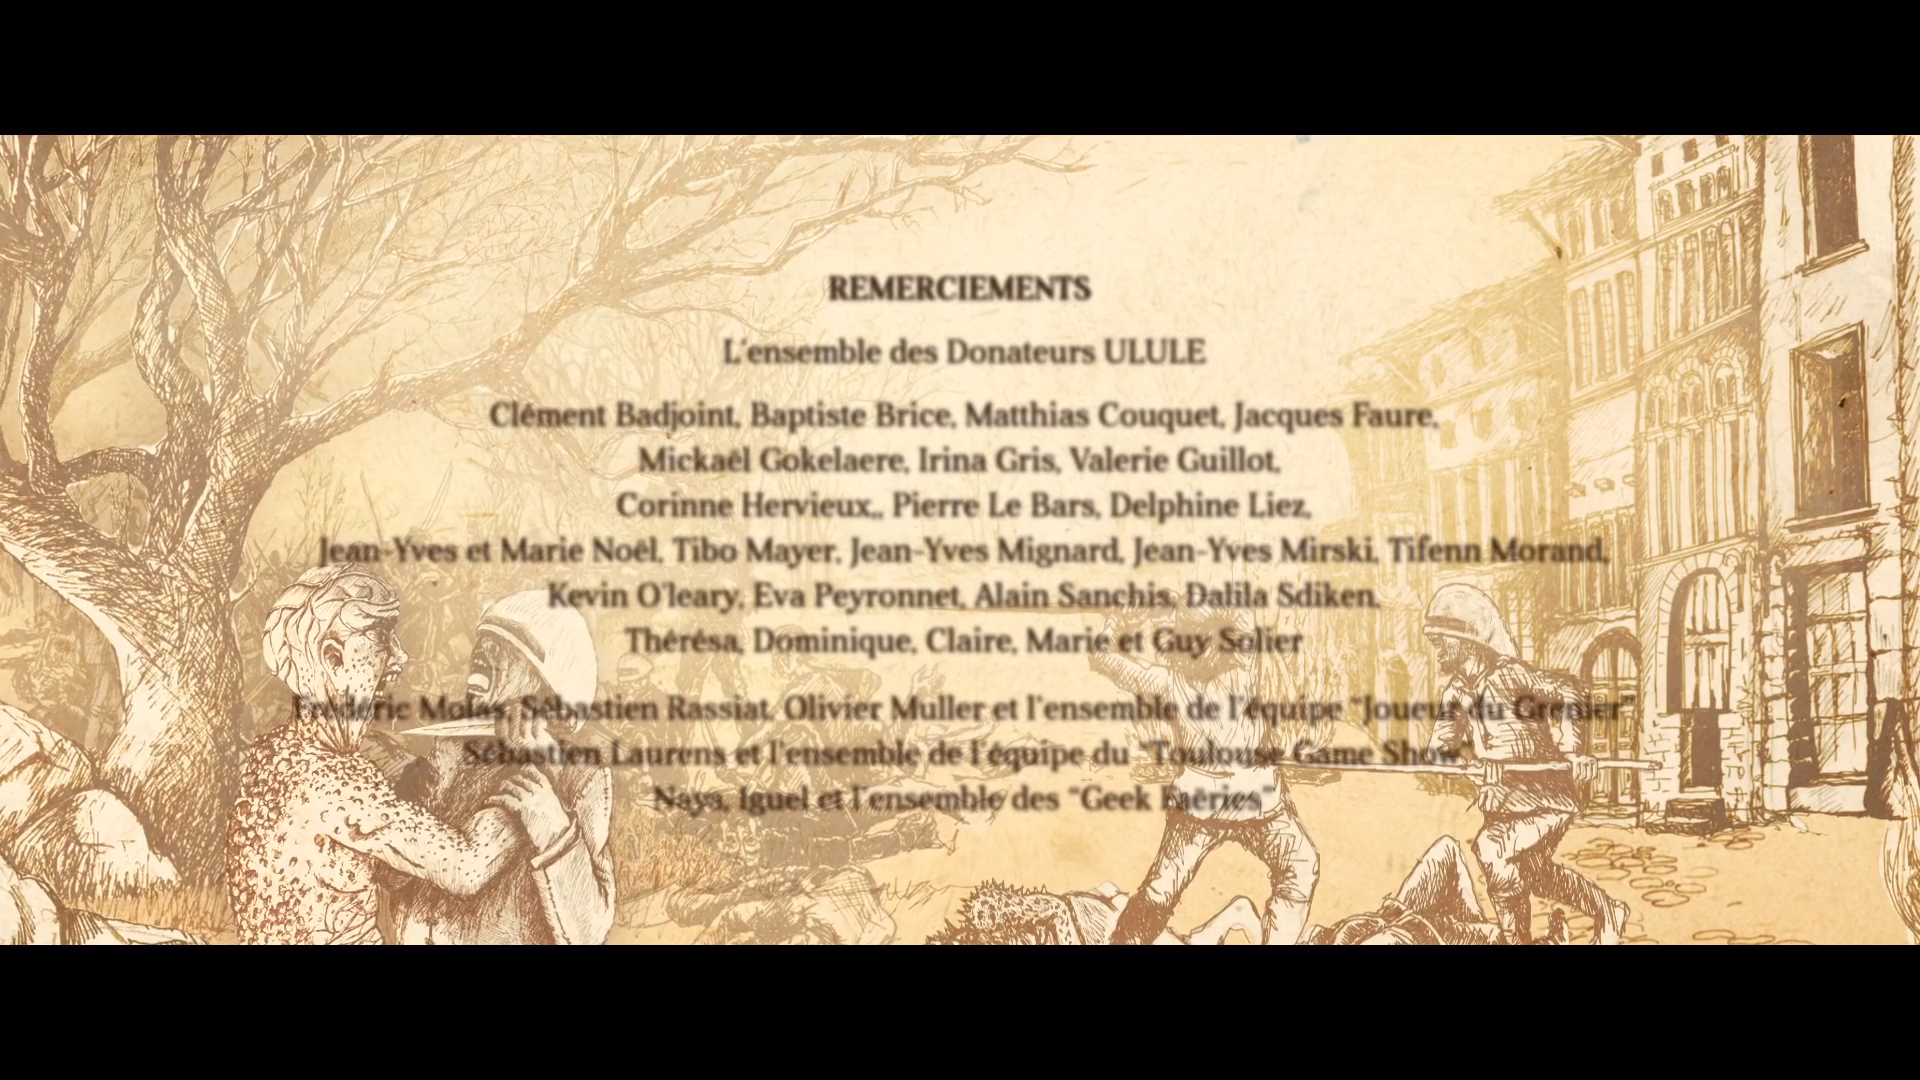 REMERCIEMENTS
L'ensemble des Donateurs ULULE
Clément Badjoint, Baptiste Brice, Matthias Couquet, Jacques Faure,
Mickaël Gokelaere, Irina Gris, Valerie Guillot,
Corinne Hervieux,, Pierre Le Bars, Delphine Liez,
Jean-Yves et Marie Noël, Tibo Mayer, Jean-Yves Mignard, Jean-Yves Mirski, Tifenn Morand,
Kevin O'leary, Eva Peyronnet, Alain Sanchis, Dalila Sdiken,
Thérésa, Dominique, Claire, Marie et Guy Solier
Frédéric Molas, Sébastien Rassiat, Olivier Muller et l'ensemble de l'équipe "Joueur du Grenier"
Sébastien Laurens et l'ensemble de l'équipe du "Toulouse Game Show"
Naya, Iguel et l'ensemble des "Geek Faëries"